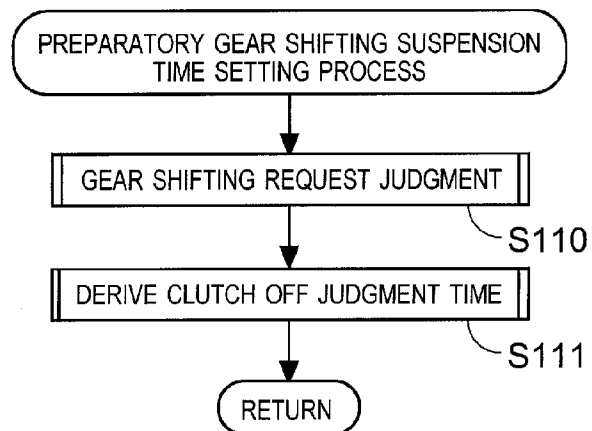 PREPARATORY GEAR SHIFTING SUSPENSION
TIME SETTING PROCESS
GEAR SHIFTING REQUEST JUDGMENT
S110
DERIVE CLUTCH OFF JUDGMENT TIME
S111
RETURN